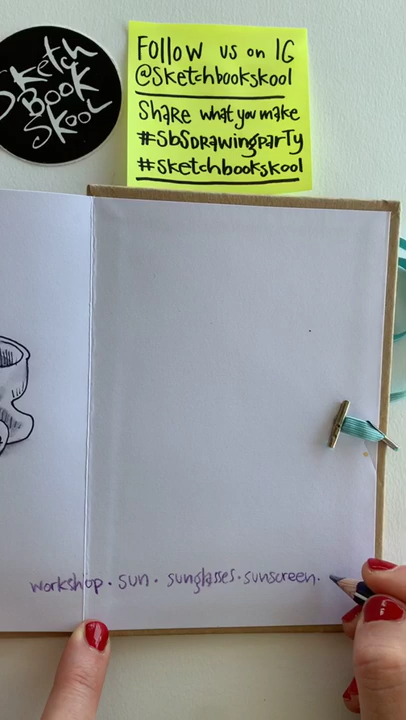 Sketch
Book
Skool
Follow us on IG
@Sketchbookskool
Share what you make
#SbSDrawingParTy
#Sketchbookskool
workshop · sun · sunglasses · sunscreen ·